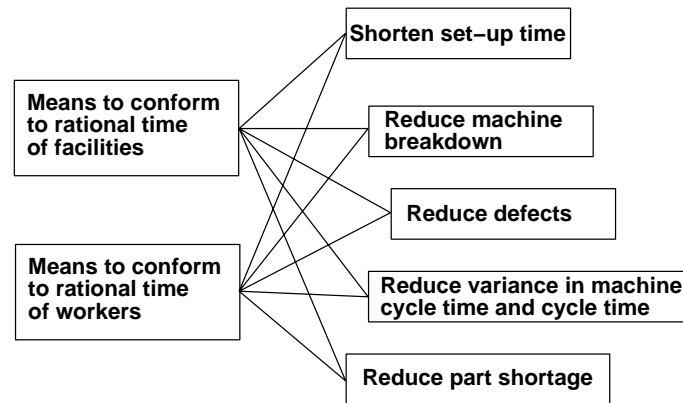 Shorten set-up time
Means to conform
to rational time
of facilities
Reduce machine
breakdown
Reduce defects
Means to conform
to rational time
of workers
Reduce variance in machine
cycle time and cycle time
Reduce part shortage